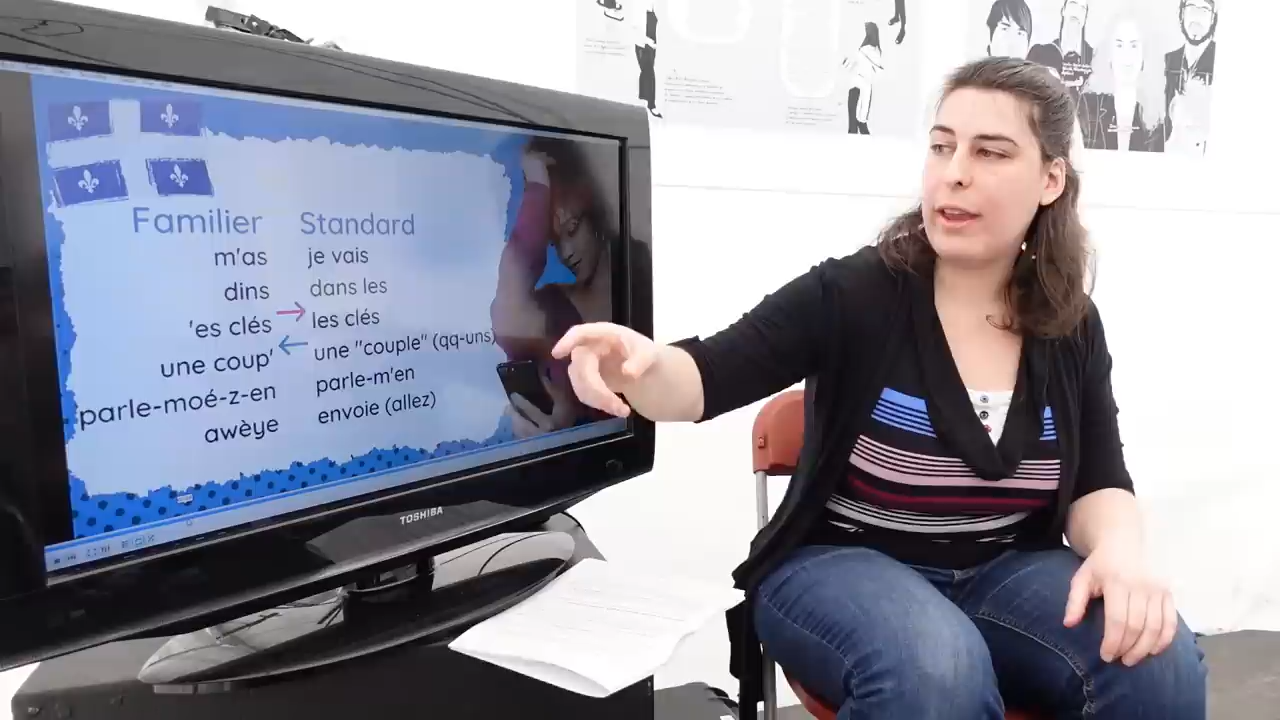 Familier Standard
m'as je vais
dins dans les
'es clés → les clés
une coup' ← une "couple" (qq-uns)
parle-moé-z-en parle-m'en
awèye envoie (allez)
TOSHIBA